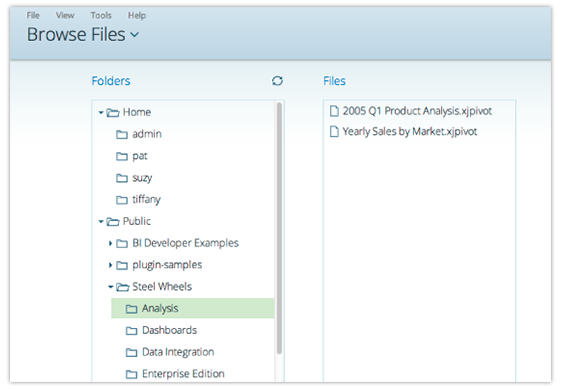 File View Tools Help
Browse Files
Folders
Home
admin
pat
suzy
tiffany
Public
BI Developer Examples
plugin-samples
Steel Wheels
Analysis
Dashboards
Data Integration
Enterprise Edition
Files
2005 Q1 Product Analysis.xjpivot
Yearly Sales by Market.xjpivot